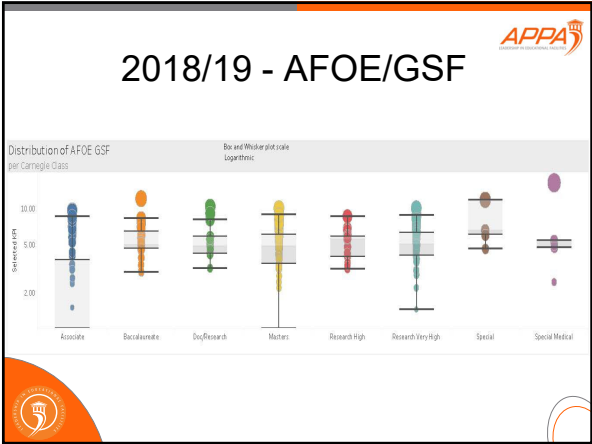 APPA
LEADERSHIP IN EDUCATIONAL FACILITIES
2018/19 - AFOE/GSF
Distribution of AFOE GSF
per Carnegie Class
Box and Whisker plot scale
Logarithmic
Selected KPI
10.00
5.00
2.00
Associate
Baccalaureate
Doc/Research
Masters
Research High
Research Very High
Special
Special Medical